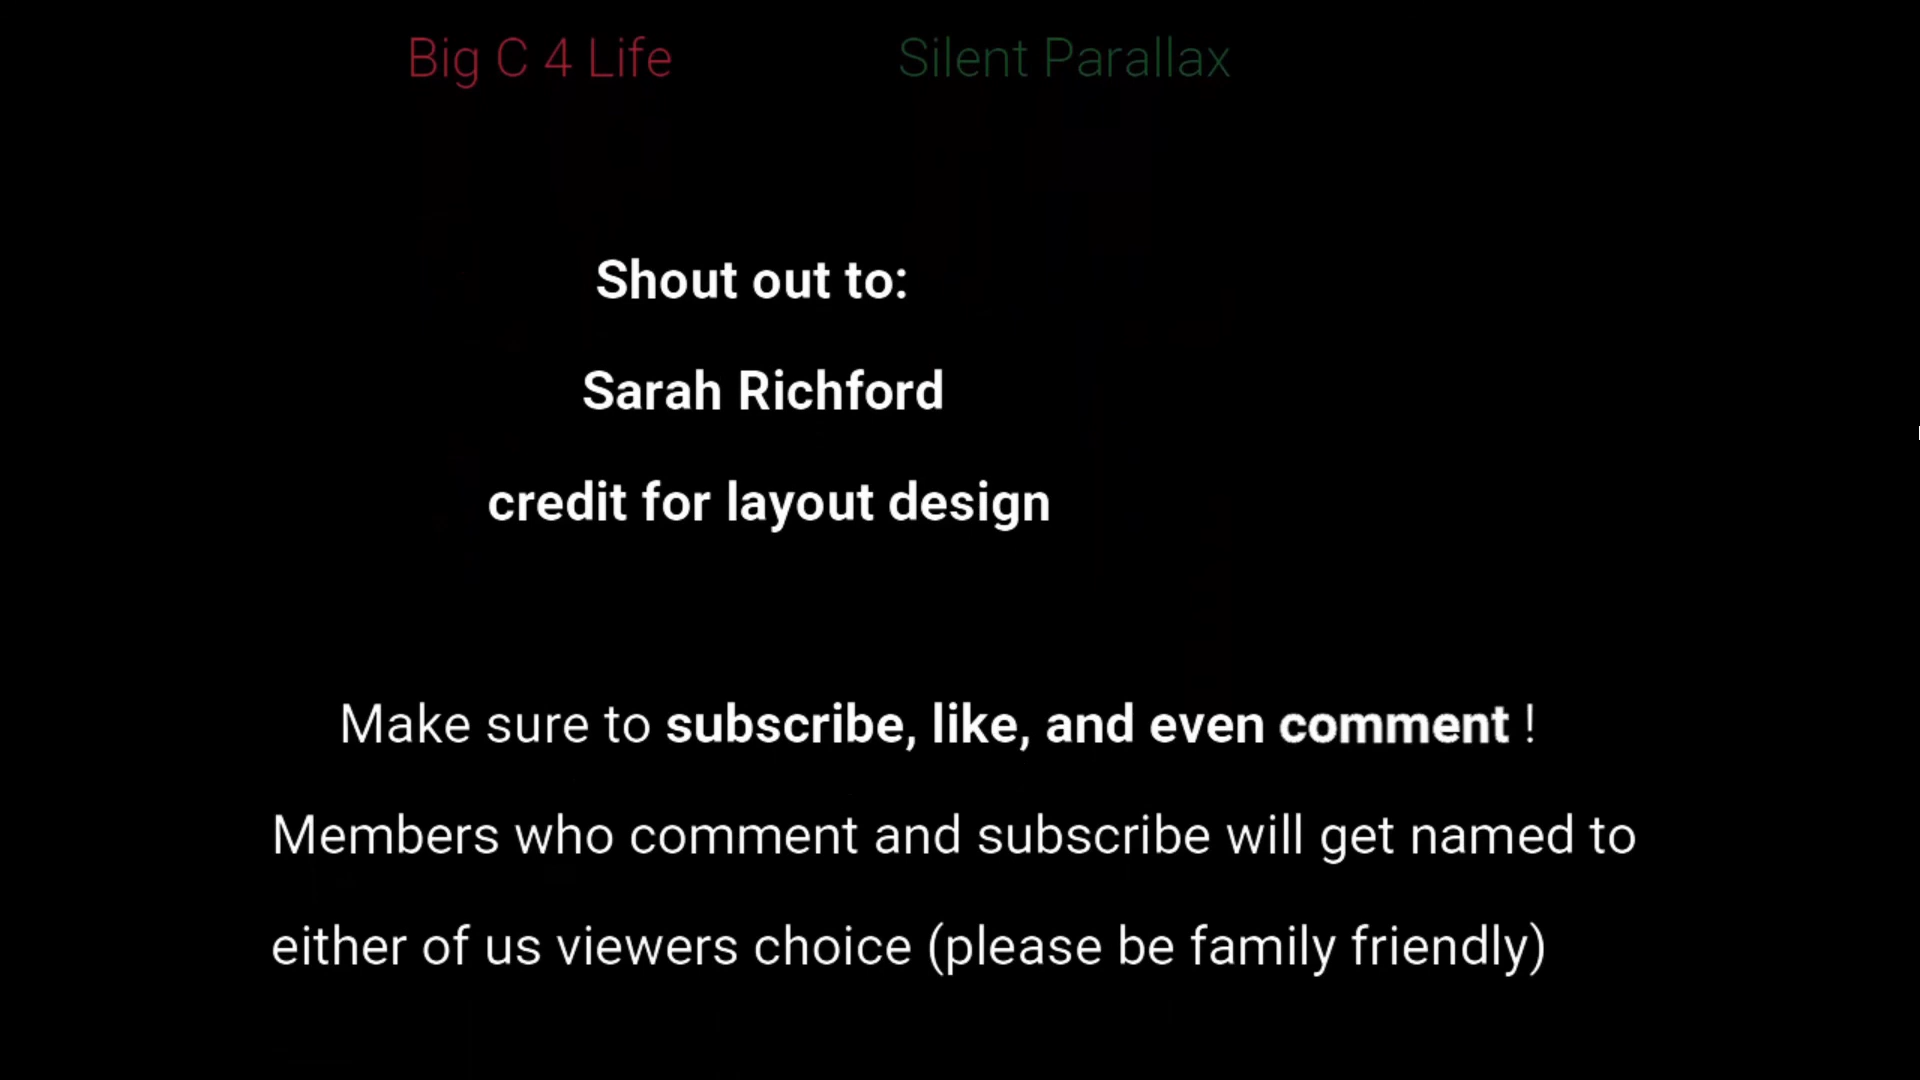 Big C 4 Life Silent Parallax
Shout out to:
Sarah Richford
credit for layout design
Make sure to subscribe, like, and even comment !
Members who comment and subscribe will get named to
either of us viewers choice (please be family friendly)